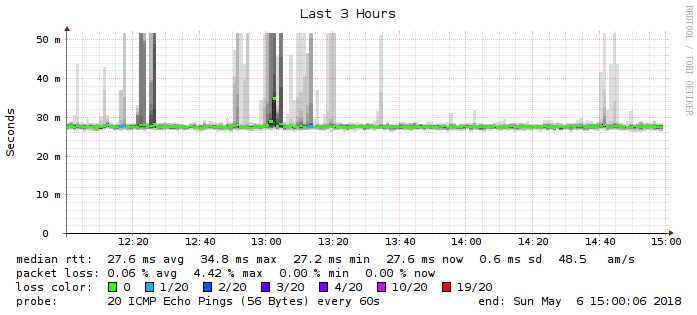 Last 3 Hours
RRDTOOL / TOBI OETIKER
Seconds
50 m
40 m
30 m
20 m
10 m
0
12:20 12:40 13:00 13:20 13:40 14:00 14:20 14:40 15:00
median rtt: 27.6 ms avg 34.8 ms max 27.2 ms min 27.6 ms now 0.6 ms sd 48.5 am/s
packet loss: 0.06 % avg 4.42 % max 0.00 % min 0.00 % now
loss color: 0 1/20 2/20 3/20 4/20 10/20 19/20
probe: 20 ICMP Echo Pings (56 Bytes) every 60s end: Sun May 6 15:00:06 2018